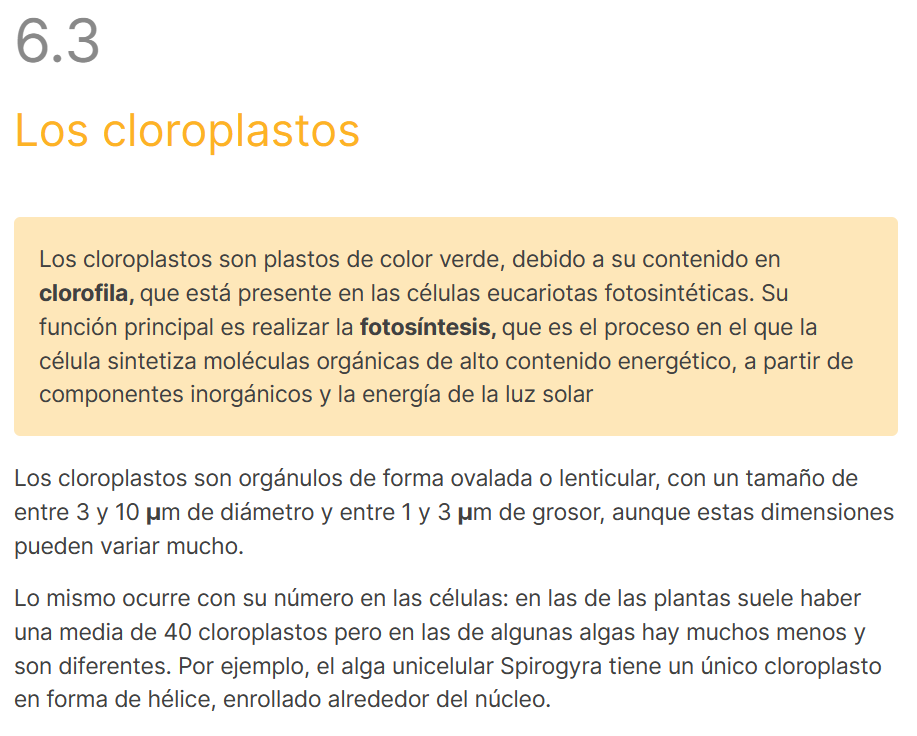 6.3
Los cloroplastos
Los cloroplastos son plastos de color verde, debido a su contenido en
clorofila, que está presente en las células eucariotas fotosintéticas. Su
función principal es realizar la fotosíntesis, que es el proceso en el que la
célula sintetiza moléculas orgánicas de alto contenido energético, a partir de
componentes inorgánicos y la energía de la luz solar
Los cloroplastos son orgánulos de forma ovalada o lenticular, con un tamaño de
entre 3 y 10 µm de diámetro y entre 1 y 3 µm de grosor, aunque estas dimensiones
pueden variar mucho.
Lo mismo ocurre con su número en las células: en las de las plantas suele haber
una media de 40 cloroplastos pero en las de algunas algas hay muchos menos y
son diferentes. Por ejemplo, el alga unicelular Spirogyra tiene un único cloroplasto
en forma de hélice, enrollado alrededor del núcleo.